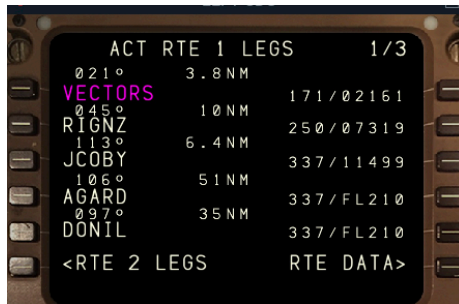 ACT RTE 1 LEGS 1/3
021° 3.8NM
VECTORS 171/02161
045° 10NM
RIGNZ 250/07319
113° 6.4NM
JCOBY 337/11499
106° 51NM
AGARD 337/FL210
097° 35NM
DONIL 337/FL210
<RTE 2 LEGS RTE DATA>